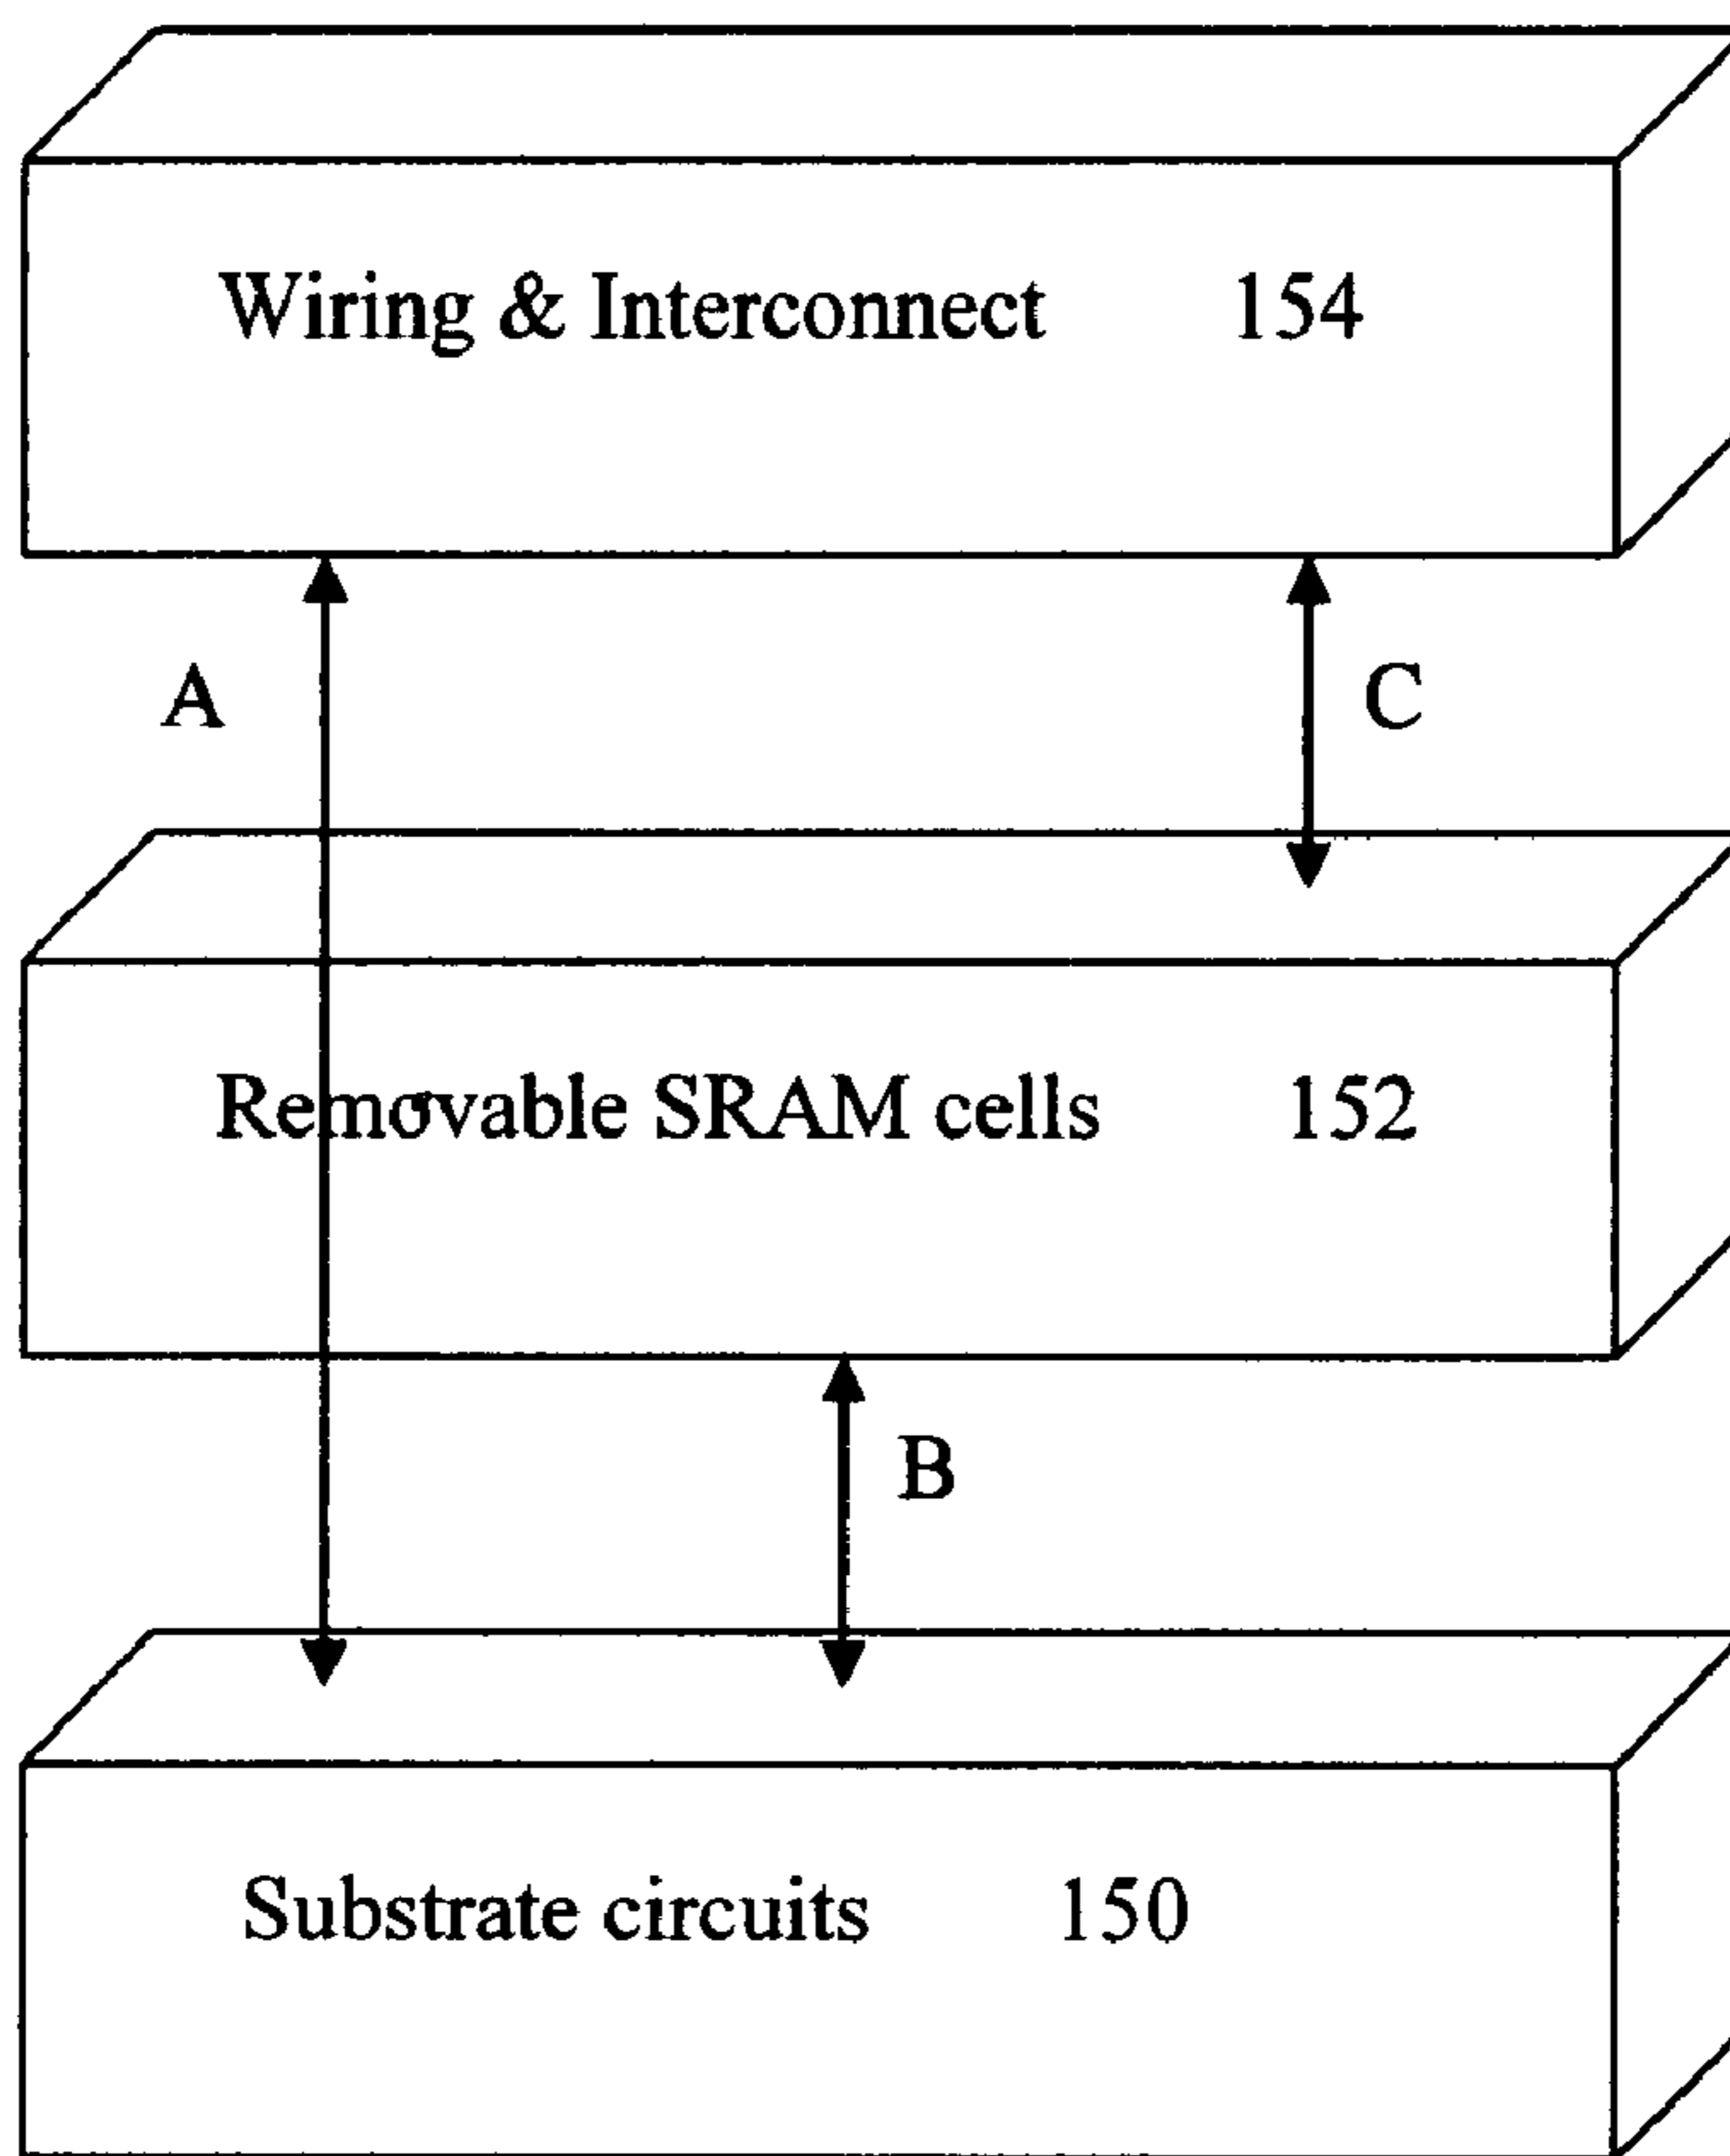 Wiring & Interconnect 154
A
C
Removable SRAM cells 152
B
Substrate circuits 150